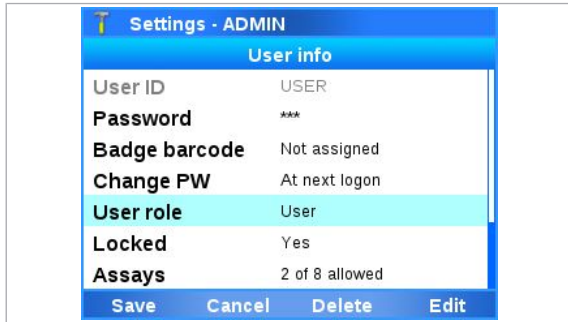 Settings - ADMIN
User info
User ID USER
Password ***
Badge barcode Not assigned
Change PW At next logon
User role User
Locked Yes
Assays 2 of 8 allowed
Save Cancel Delete Edit